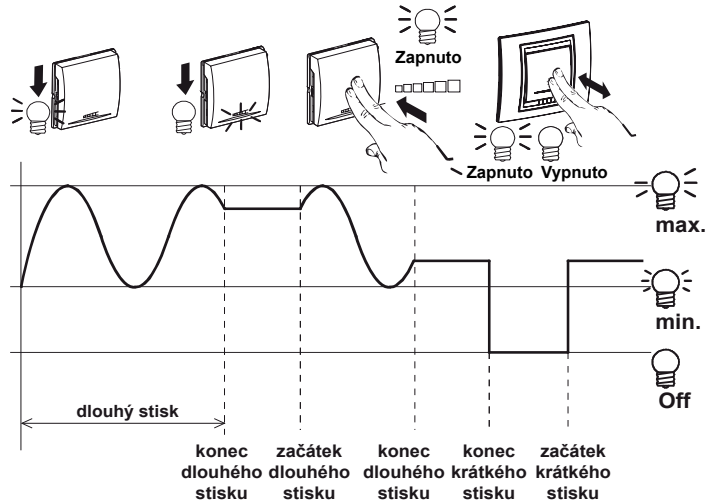 Zapnuto
Zapnuto Vypnuto
max.
min.
Off
dlouhý stisk
konec dlouhého stisku
začátek dlouhého stisku
konec dlouhého stisku
konec krátkého stisku
začátek krátkého stisku